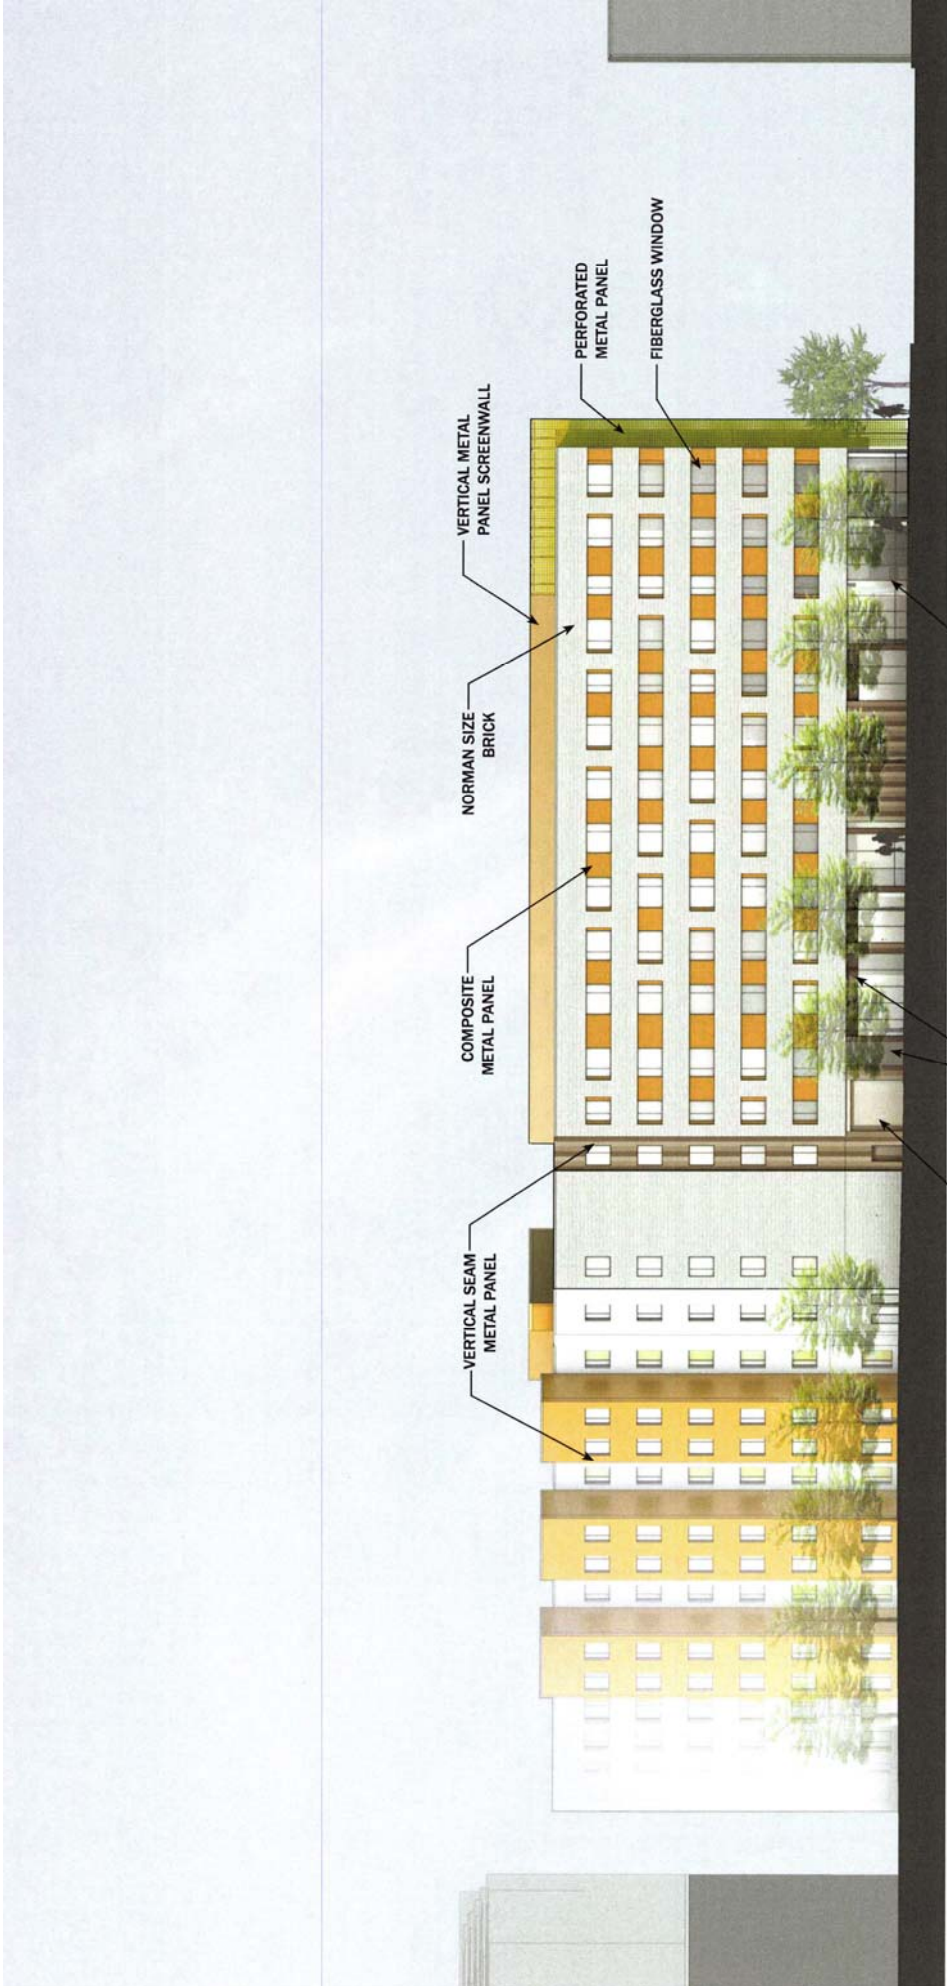 VERTICAL SEAM
METAL PANEL
COMPOSITE
METAL PANEL
NORMAN SIZE
BRICK
VERTICAL METAL
PANEL SCREENWALL
PERFORATED
METAL PANEL
FIBERGLASS WINDOW